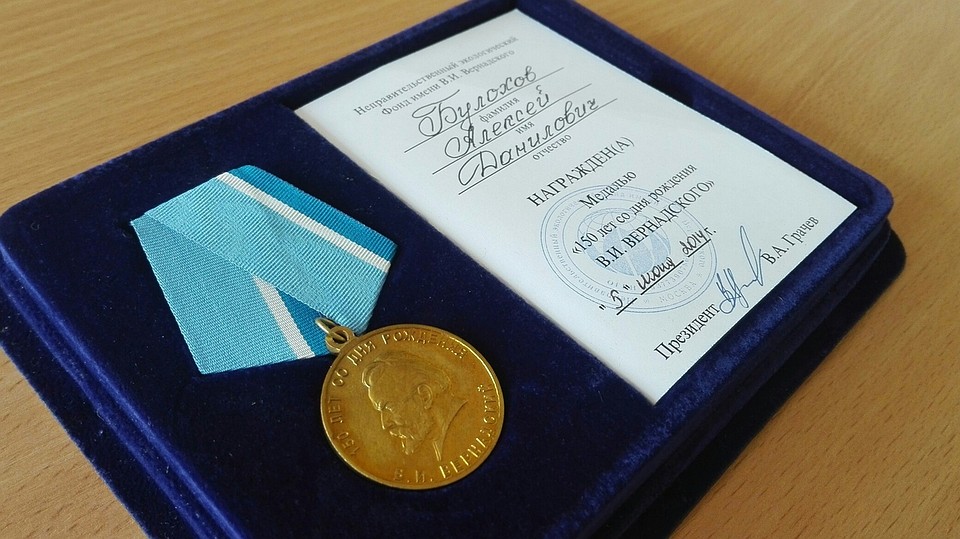 Неправительственный экологический
Фонд имени В.И. Вернадского
Булохов
фамилия
Алексей
имя
Данилович
отчество
НАГРАЖДЕН(А)
Медалью
«150 лет со дня рождения
В.И. ВЕРНАДСКОГО»
"5" июня 2014 г.
Президент В.А. Грачев
150 ЛЕТ СО ДНЯ РОЖДЕНИЯ
В.И. ВЕРНАДСКИЙ